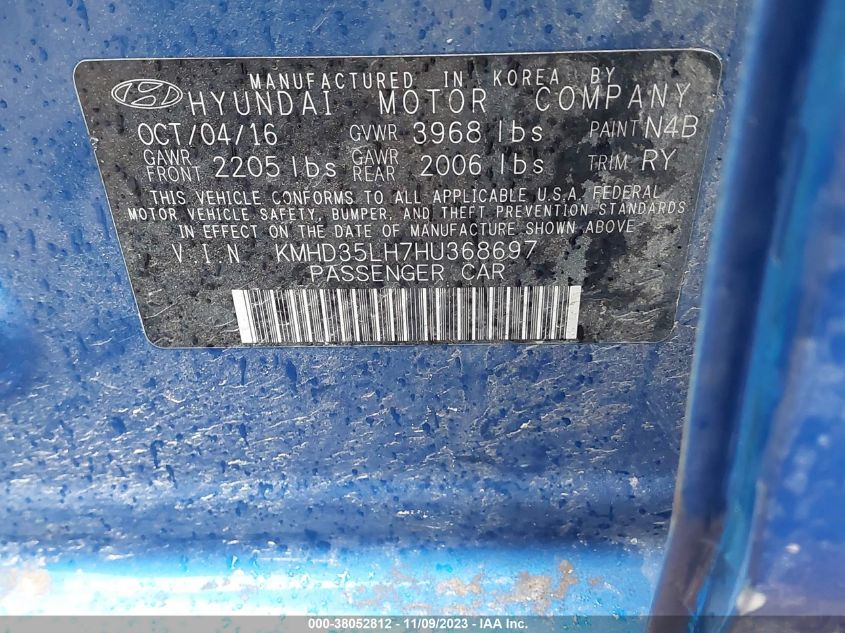 MANUFACTURED IN KOREA BY
HYUNDAI MOTOR COMPANY
OCT/04/16 GVWR 3968 lbs PAINT N4B
GAWR FRONT 2205 lbs GAWR REAR 2006 lbs TRIM RY
THIS VEHICLE CONFORMS TO ALL APPLICABLE U.S.A. FEDERAL
MOTOR VEHICLE SAFETY, BUMPER, AND THEFT PREVENTION STANDARDS
IN EFFECT ON THE DATE OF MANUFACTURE SHOWN ABOVE
VIN KMHD35LH7HU368697
PASSENGER CAR
000-38052812 - 11/09/2023 - IAA Inc.